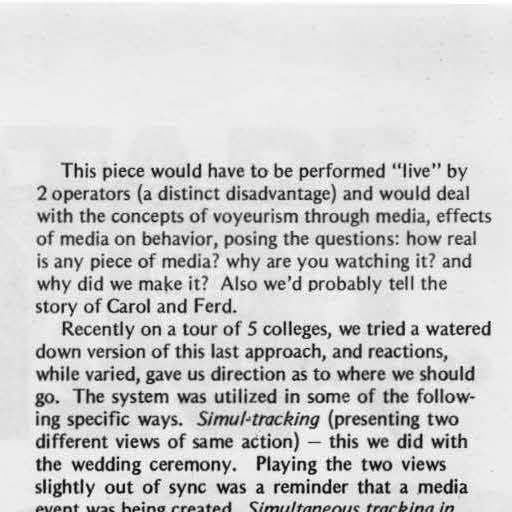 This piece would have to be performed “live” by
2 operators (a distinct disadvantage) and would deal
with the concepts of voyeurism through media, effects
of media on behavior, posing the questions: how real
is any piece of media? why are you watching it? and
why did we make it? Also we’d probably tell the
story of Carol and Ferd.
Recently on a tour of 5 colleges, we tried a watered
down version of this last approach, and reactions,
while varied, gave us direction as to where we should
go. The system was utilized in some of the follow-
ing specific ways. Simul-tracking (presenting two
different views of same action) — this we did with
the wedding ceremony. Playing the two views
slightly out of sync was a reminder that a media
event was being created. Simultaneous tracking in